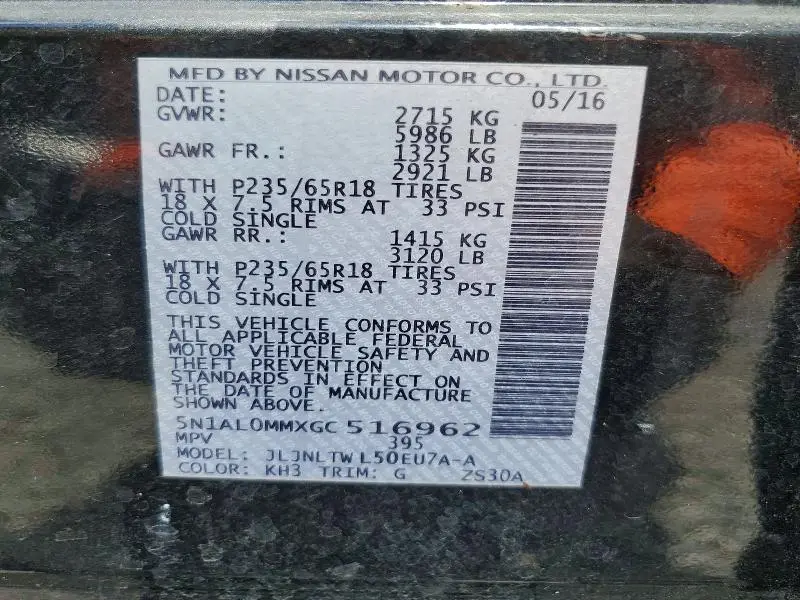 MFD BY NISSAN MOTOR CO., LTD.
DATE: 05/16
GVWR: 2715 KG
5986 LB
GAWR FR.: 1325 KG
2921 LB
WITH P235/65R18 TIRES
18 X 7.5 RIMS AT 33 PSI
COLD SINGLE
GAWR RR.: 1415 KG
3120 LB
WITH P235/65R18 TIRES
18 X 7.5 RIMS AT 33 PSI
COLD SINGLE
THIS VEHICLE CONFORMS TO
ALL APPLICABLE FEDERAL
MOTOR VEHICLE SAFETY AND
THEFT PREVENTION
STANDARDS IN EFFECT ON
THE DATE OF MANUFACTURE
SHOWN ABOVE.
5N1AL0MMXGC 516962
MPV 395
MODEL: JLJNLTW L50EU7A-A
COLOR: KH3 TRIM: G ZS30A